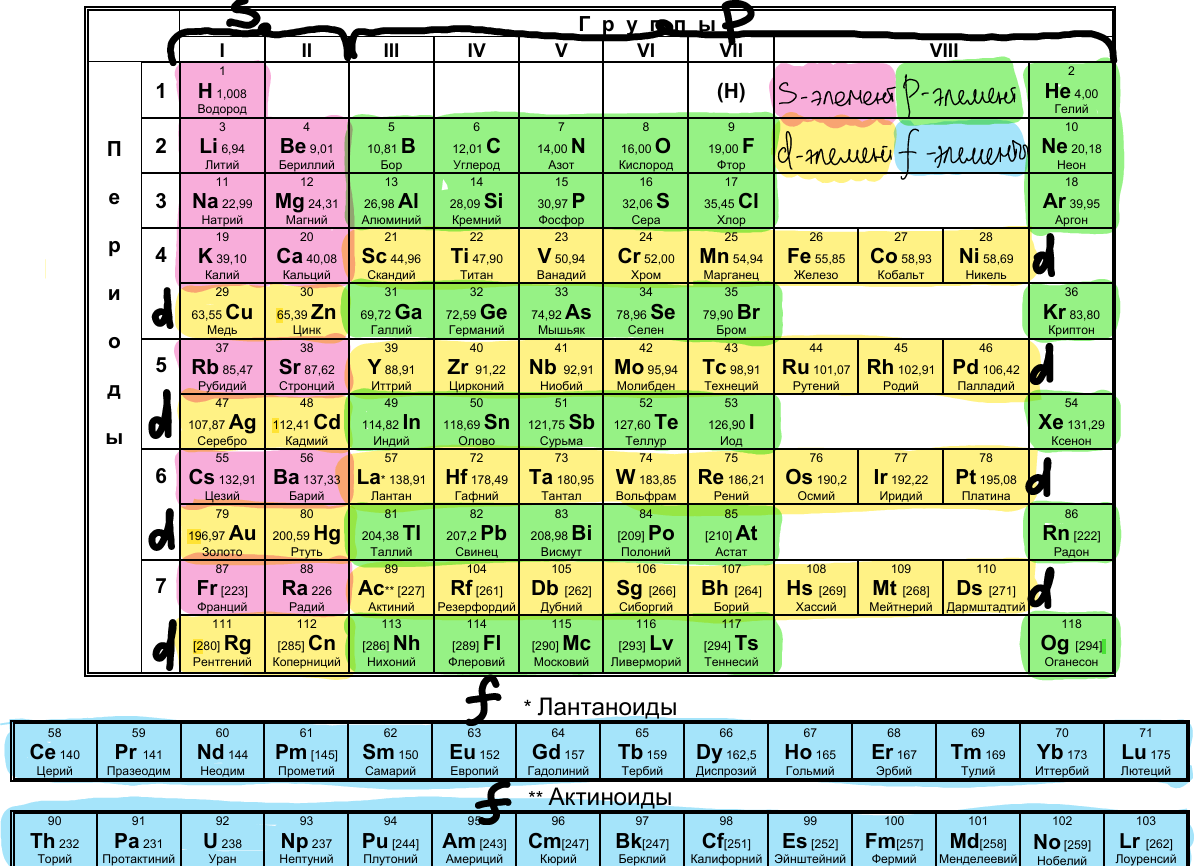 S.
Группы
p
I II III IV V VI VII VIII
Периоды
1
1
H 1,008
Водород
(H)
s-элемент p-элемент
2
He 4,00
Гелий
2
3 4 5 6 7 8 9
Li 6,94 Be 9,01 10,81 B 12,01 C 14,00 N 16,00 O 19,00 F
Литий Бериллий Бор Углерод Азот Кислород Фтор
d-элемент f-элементы
10
Ne 20,18
Неон
3
11 12 13 14 15 16 17 18
Na 22,99 Mg 24,31 26,98 Al 28,09 Si 30,97 P 32,06 S 35,45 Cl Ar 39,95
Натрий Магний Алюминий Кремний Фосфор Сера Хлор Аргон
4
19 20 21 22 23 24 25 26 27 28
K 39,10 Ca 40,08 Sc 44,96 Ti 47,90 V 50,94 Cr 52,00 Mn 54,94 Fe 55,85 Co 58,93 Ni 58,69 d
Калий Кальций Скандий Титан Ванадий Хром Марганец Железо Кобальт Никель
29 30 31 32 33 34 35 36
d 63,55 Cu 65,39 Zn 69,72 Ga 72,59 Ge 74,92 As 78,96 Se 79,90 Br Kr 83,80
Медь Цинк Галлий Германий Мышьяк Селен Бром Криптон
5
37 38 39 40 41 42 43 44 45 46
Rb 85,47 Sr 87,62 Y 88,91 Zr 91,22 Nb 92,91 Mo 95,94 Tc 98,91 Ru 101,07 Rh 102,91 Pd 106,42 d
Рубидий Стронций Иттрий Цирконий Ниобий Молибден Технеций Рутений Родий Палладий
47 48 49 50 51 52 53 54
d 107,87 Ag 112,41 Cd 114,82 In 118,69 Sn 121,75 Sb 127,60 Te 126,90 I Xe 131,29
Серебро Кадмий Индий Олово Сурьма Теллур Иод Ксенон
6
55 56 57 72 73 74 75 76 77 78
Cs 132,91 Ba 137,33 La* 138,91 Hf 178,49 Ta 180,95 W 183,85 Re 186,21 Os 190,2 Ir 192,22 Pt 195,08 d
Цезий Барий Лантан Гафний Тантал Вольфрам Рений Осмий Иридий Платина
79 80 81 82 83 84 85 86
d 196,97 Au 200,59 Hg 204,38 Tl 207,2 Pb 208,98 Bi [209] Po [210] At Rn [222]
Золото Ртуть Таллий Свинец Висмут Полоний Астат Радон
7
87 88 89 104 105 106 107 108 109 110
Fr [223] Ra 226 Ac** [227] Rf [261] Db [262] Sg [266] Bh [264] Hs [269] Mt [268] Ds [271] d
Франций Радий Актиний Резерфордий Дубний Сиборгий Борий Хассий Мейтнерий Дармштадтий
111 112 113 114 115 116 117 118
d [280] Rg [285] Cn [286] Nh [289] Fl [290] Mc [293] Lv [294] Ts Og [294]
Рентгений Коперниций Нихоний Флеровий Московий Ливерморий Теннесий Оганесон
f * Лантаноиды
58 59 60 61 62 63 64 65 66 67 68 69 70 71
Ce 140 Pr 141 Nd 144 Pm [145] Sm 150 Eu 152 Gd 157 Tb 159 Dy 162,5 Ho 165 Er 167 Tm 169 Yb 173 Lu 175
Церий Празеодим Неодим Прометий Самарий Европий Гадолиний Тербий Диспрозий Гольмий Эрбий Тулий Иттербий Лютеций
f ** Актиноиды
90 91 92 93 94 95 96 97 98 99 100 101 102 103
Th 232 Pa 231 U 238 Np 237 Pu [244] Am [243] Cm[247] Bk[247] Cf[251] Es [252] Fm[257] Md[258] No [259] Lr [262]
Торий Протактиний Уран Нептуний Плутоний Америций Кюрий Берклий Калифорний Эйнштейний Фермий Менделеевий Нобелий Лоуренсий